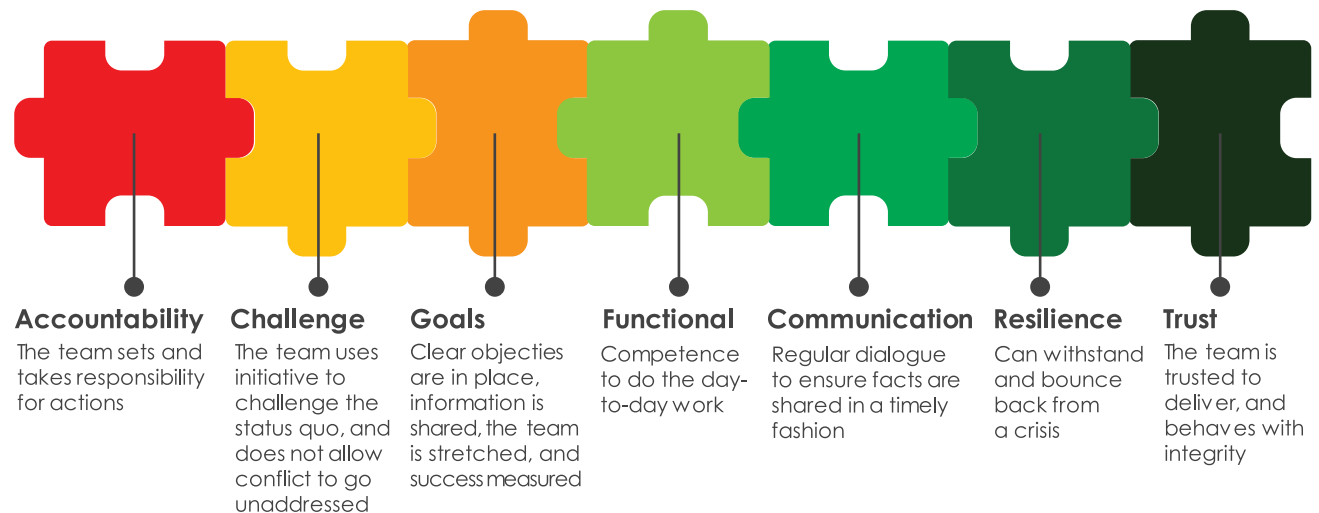 Accountability
The team sets and
takes responsibility
for actions
Challenge
The team uses
initiative to
challenge the
status quo, and
does not allow
conflict to go
unaddressed
Goals
Clear objecties
are in place,
information is
shared, the team
is stretched, and
success measured
Functional
Competence
to do the day-
to-day work
Communication
Regular dialogue
to ensure facts are
shared in a timely
fashion
Resilience
Can withstand
and bounce
back from
a crisis
Trust
The team is
trusted to
deliver, and
behaves with
integrity